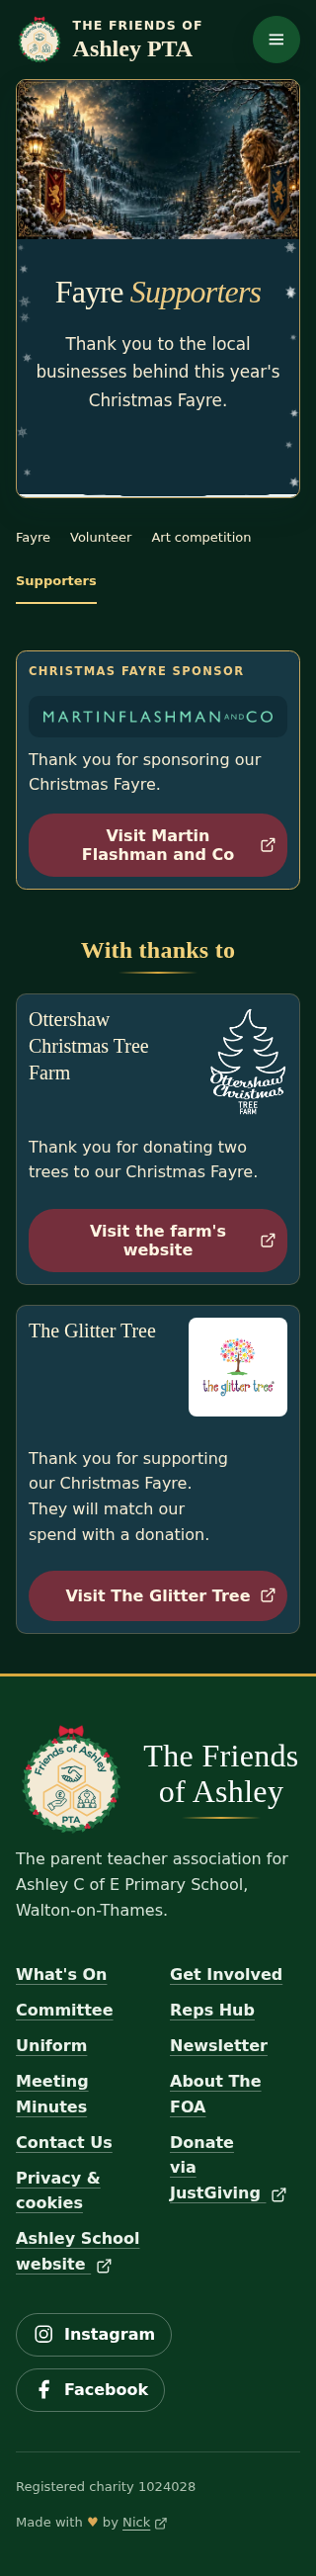 THE FRIENDS OF
Ashley PTA
Fayre Supporters
Thank you to the local
businesses behind this year's
Christmas Fayre.
Fayre
Volunteer
Art competition
Supporters
CHRISTMAS FAYRE SPONSOR
MARTINFLASHMANANDCO
Thank you for sponsoring our
Christmas Fayre.
Visit Martin
Flashman and Co
With thanks to
Ottershaw
Christmas Tree
Farm
Ottershaw
Christmas
TREE
FARM
Thank you for donating two
trees to our Christmas Fayre.
Visit the farm's
website
The Glitter Tree
the glitter tree
Thank you for supporting
our Christmas Fayre.
They will match our
spend with a donation.
Visit The Glitter Tree
Friends of Ashley
PTA
The Friends
of Ashley
The parent teacher association for
Ashley C of E Primary School,
Walton-on-Thames.
What's On
Committee
Uniform
Meeting
Minutes
Contact Us
Privacy &
cookies
Ashley School
website
Get Involved
Reps Hub
Newsletter
About The
FOA
Donate
via
JustGiving
Instagram
Facebook
Registered charity 1024028
Made with ♥ by Nick